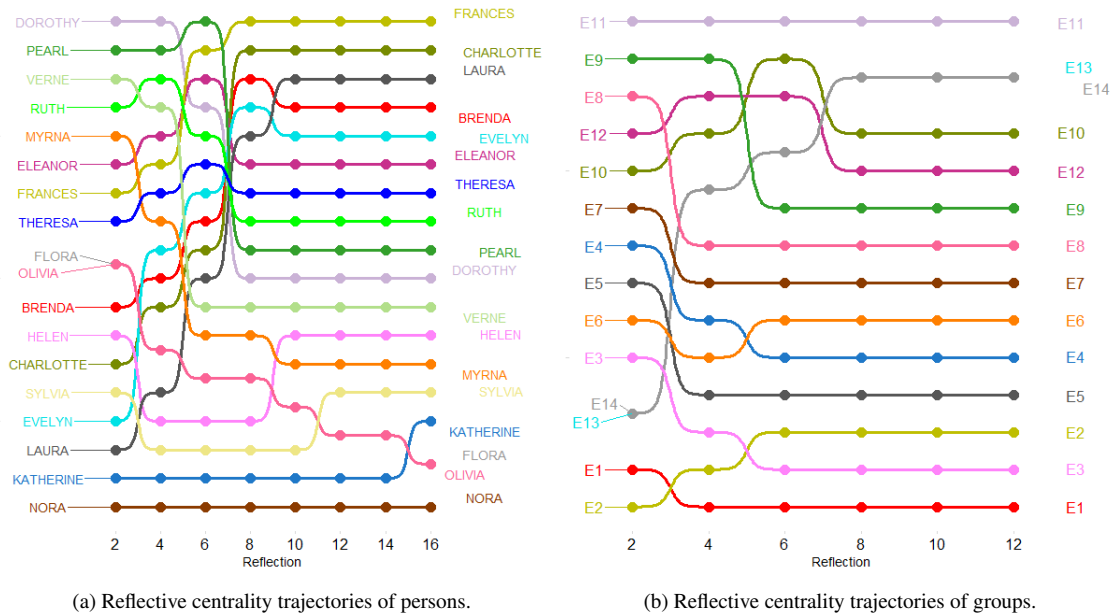 DOROTHY
PEARL
VERNE
RUTH
MYRNA
ELEANOR
FRANCES
THERESA
FLORA
OLIVIA
BRENDA
HELEN
CHARLOTTE
SYLVIA
EVELYN
LAURA
KATHERINE
NORA
FRANCES
CHARLOTTE
LAURA
BRENDA
EVELYN
ELEANOR
THERESA
RUTH
PEARL
DOROTHY
VERNE
HELEN
MYRNA
SYLVIA
KATHERINE
FLORA
OLIVIA
NORA
2 4 6 8 10 12 14 16
Reflection
(a) Reflective centrality trajectories of persons.
E11
E9
E8
E12
E10
E7
E4
E5
E6
E3
E14
E13
E1
E2
E11
E13
E14
E10
E12
E9
E8
E7
E6
E4
E5
E2
E3
E1
2 4 6 8 10 12
Reflection
(b) Reflective centrality trajectories of groups.